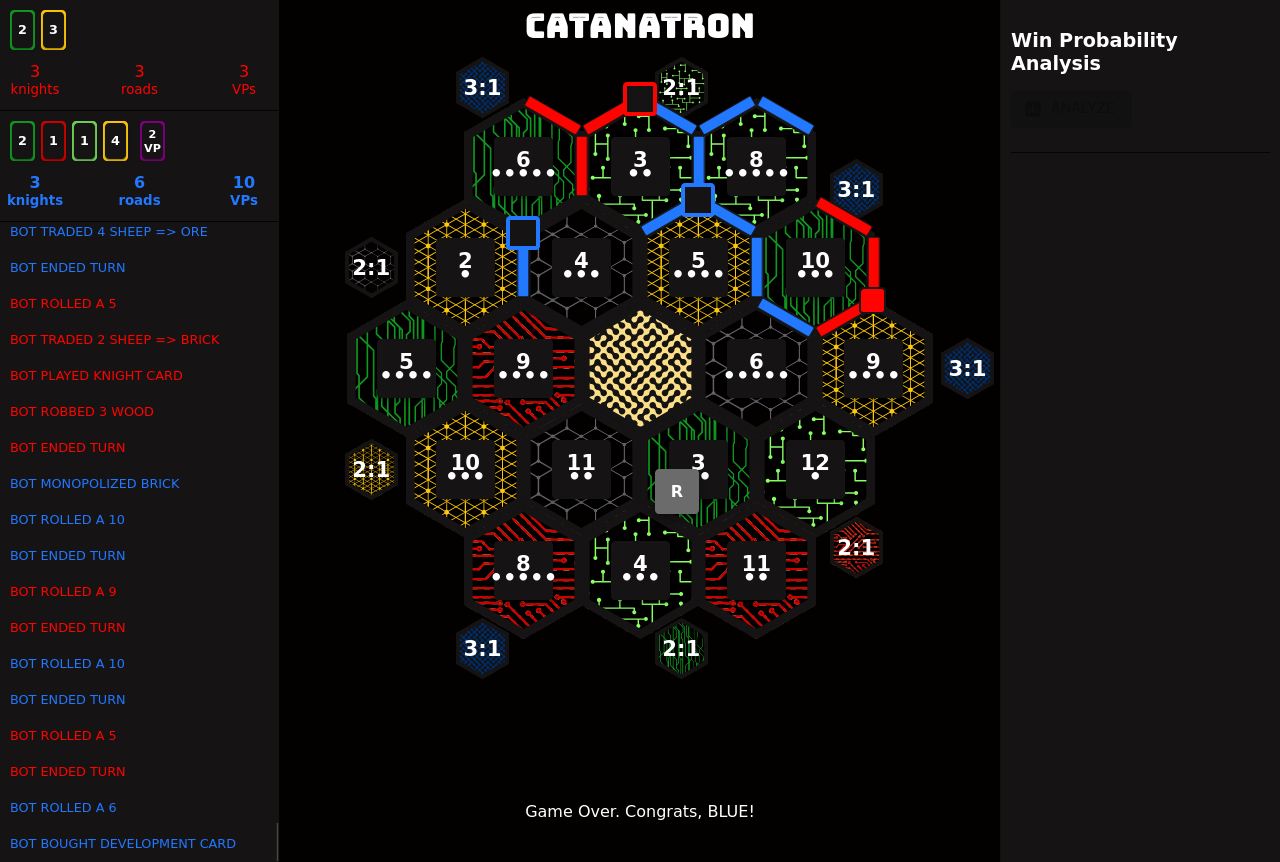 CATANATRON
2 3
3 3 3
knights roads VPs
2 1 1 4 2 VP
3 6 10
knights roads VPs
BOT TRADED 4 SHEEP => ORE
BOT ENDED TURN
BOT ROLLED A 5
BOT TRADED 2 SHEEP => BRICK
BOT PLAYED KNIGHT CARD
BOT ROBBED 3 WOOD
BOT ENDED TURN
BOT MONOPOLIZED BRICK
BOT ROLLED A 10
BOT ENDED TURN
BOT ROLLED A 9
BOT ENDED TURN
BOT ROLLED A 10
BOT ENDED TURN
BOT ROLLED A 5
BOT ENDED TURN
BOT ROLLED A 6
BOT BOUGHT DEVELOPMENT CARD
3:1 2:1
6 3 8
3:1
2:1 2 4 5 10
5 9 6 9 3:1
2:1 10 11 3 12
R
8 4 11 2:1
3:1 2:1
Game Over. Congrats, BLUE!
Win Probability
Analysis
ANALYZE